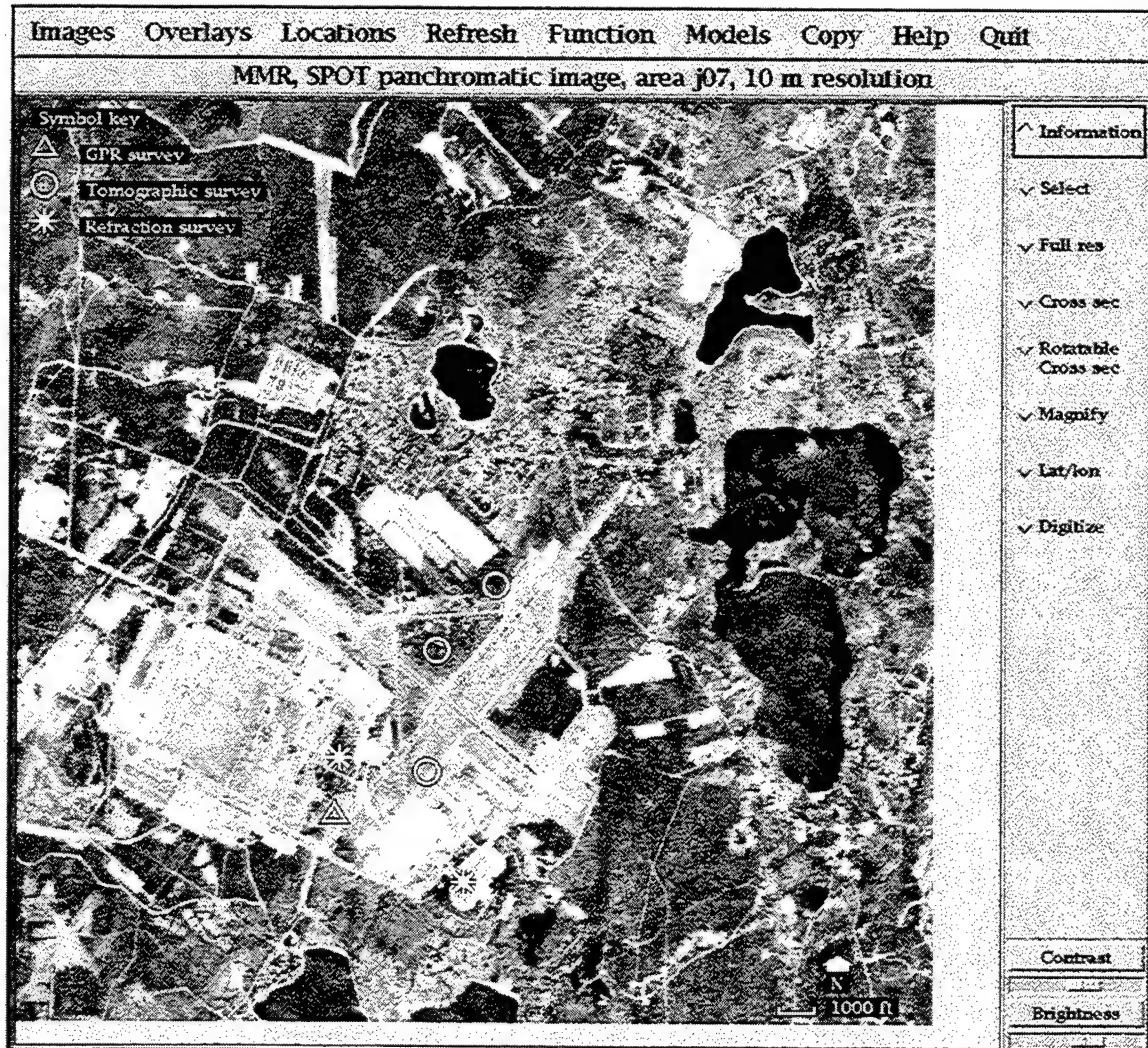 Images Overlays Locations Refresh Function Models Copy Help Quit
MMR, SPOT panchromatic image, area j07, 10 m resolution
Symbol key
GPR survey
Tomographic survey
Refraction survey
Information
Select
Full res
Cross sec
Rotatable
Cross sec
Magnify
Lat/lon
Digitize
N
1000 ft
Contrast
Brightness